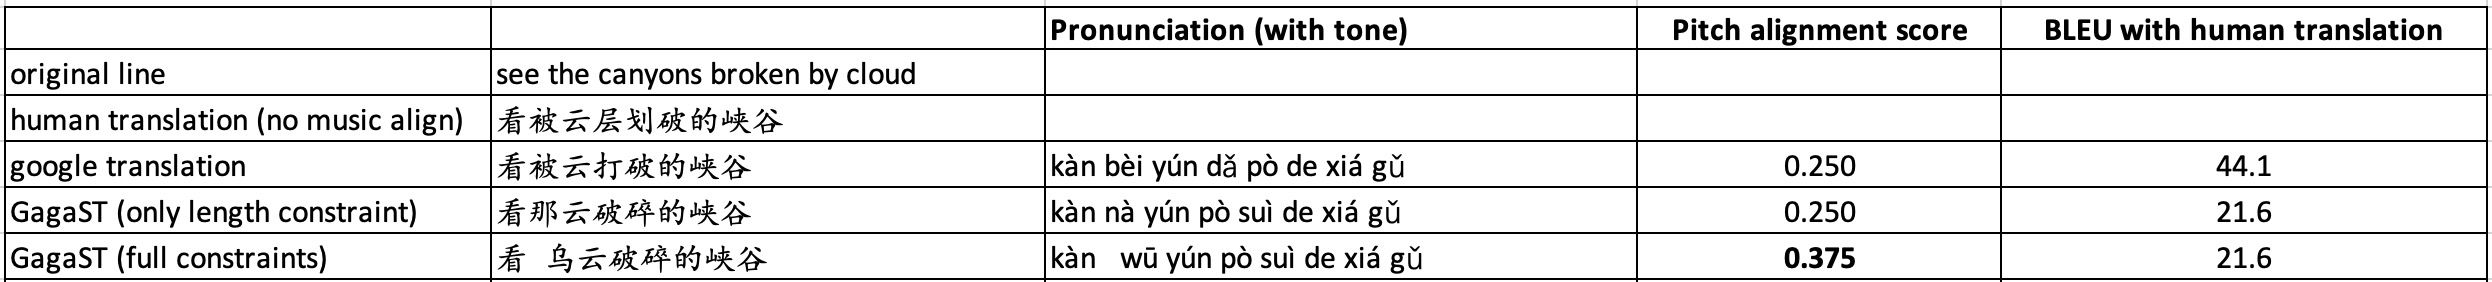 Pronunciation (with tone) Pitch alignment score BLEU with human translation
original line see the canyons broken by cloud
human translation (no music align) 看被云层划破的峡谷
google translation 看被云打破的峡谷 kàn bèi yún dǎ pò de xiá gǔ 0.250 44.1
GagaST (only length constraint) 看那云破碎的峡谷 kàn nà yún pò suì de xiá gǔ 0.250 21.6
GagaST (full constraints) 看 乌云破碎的峡谷 kàn wū yún pò suì de xiá gǔ 0.375 21.6